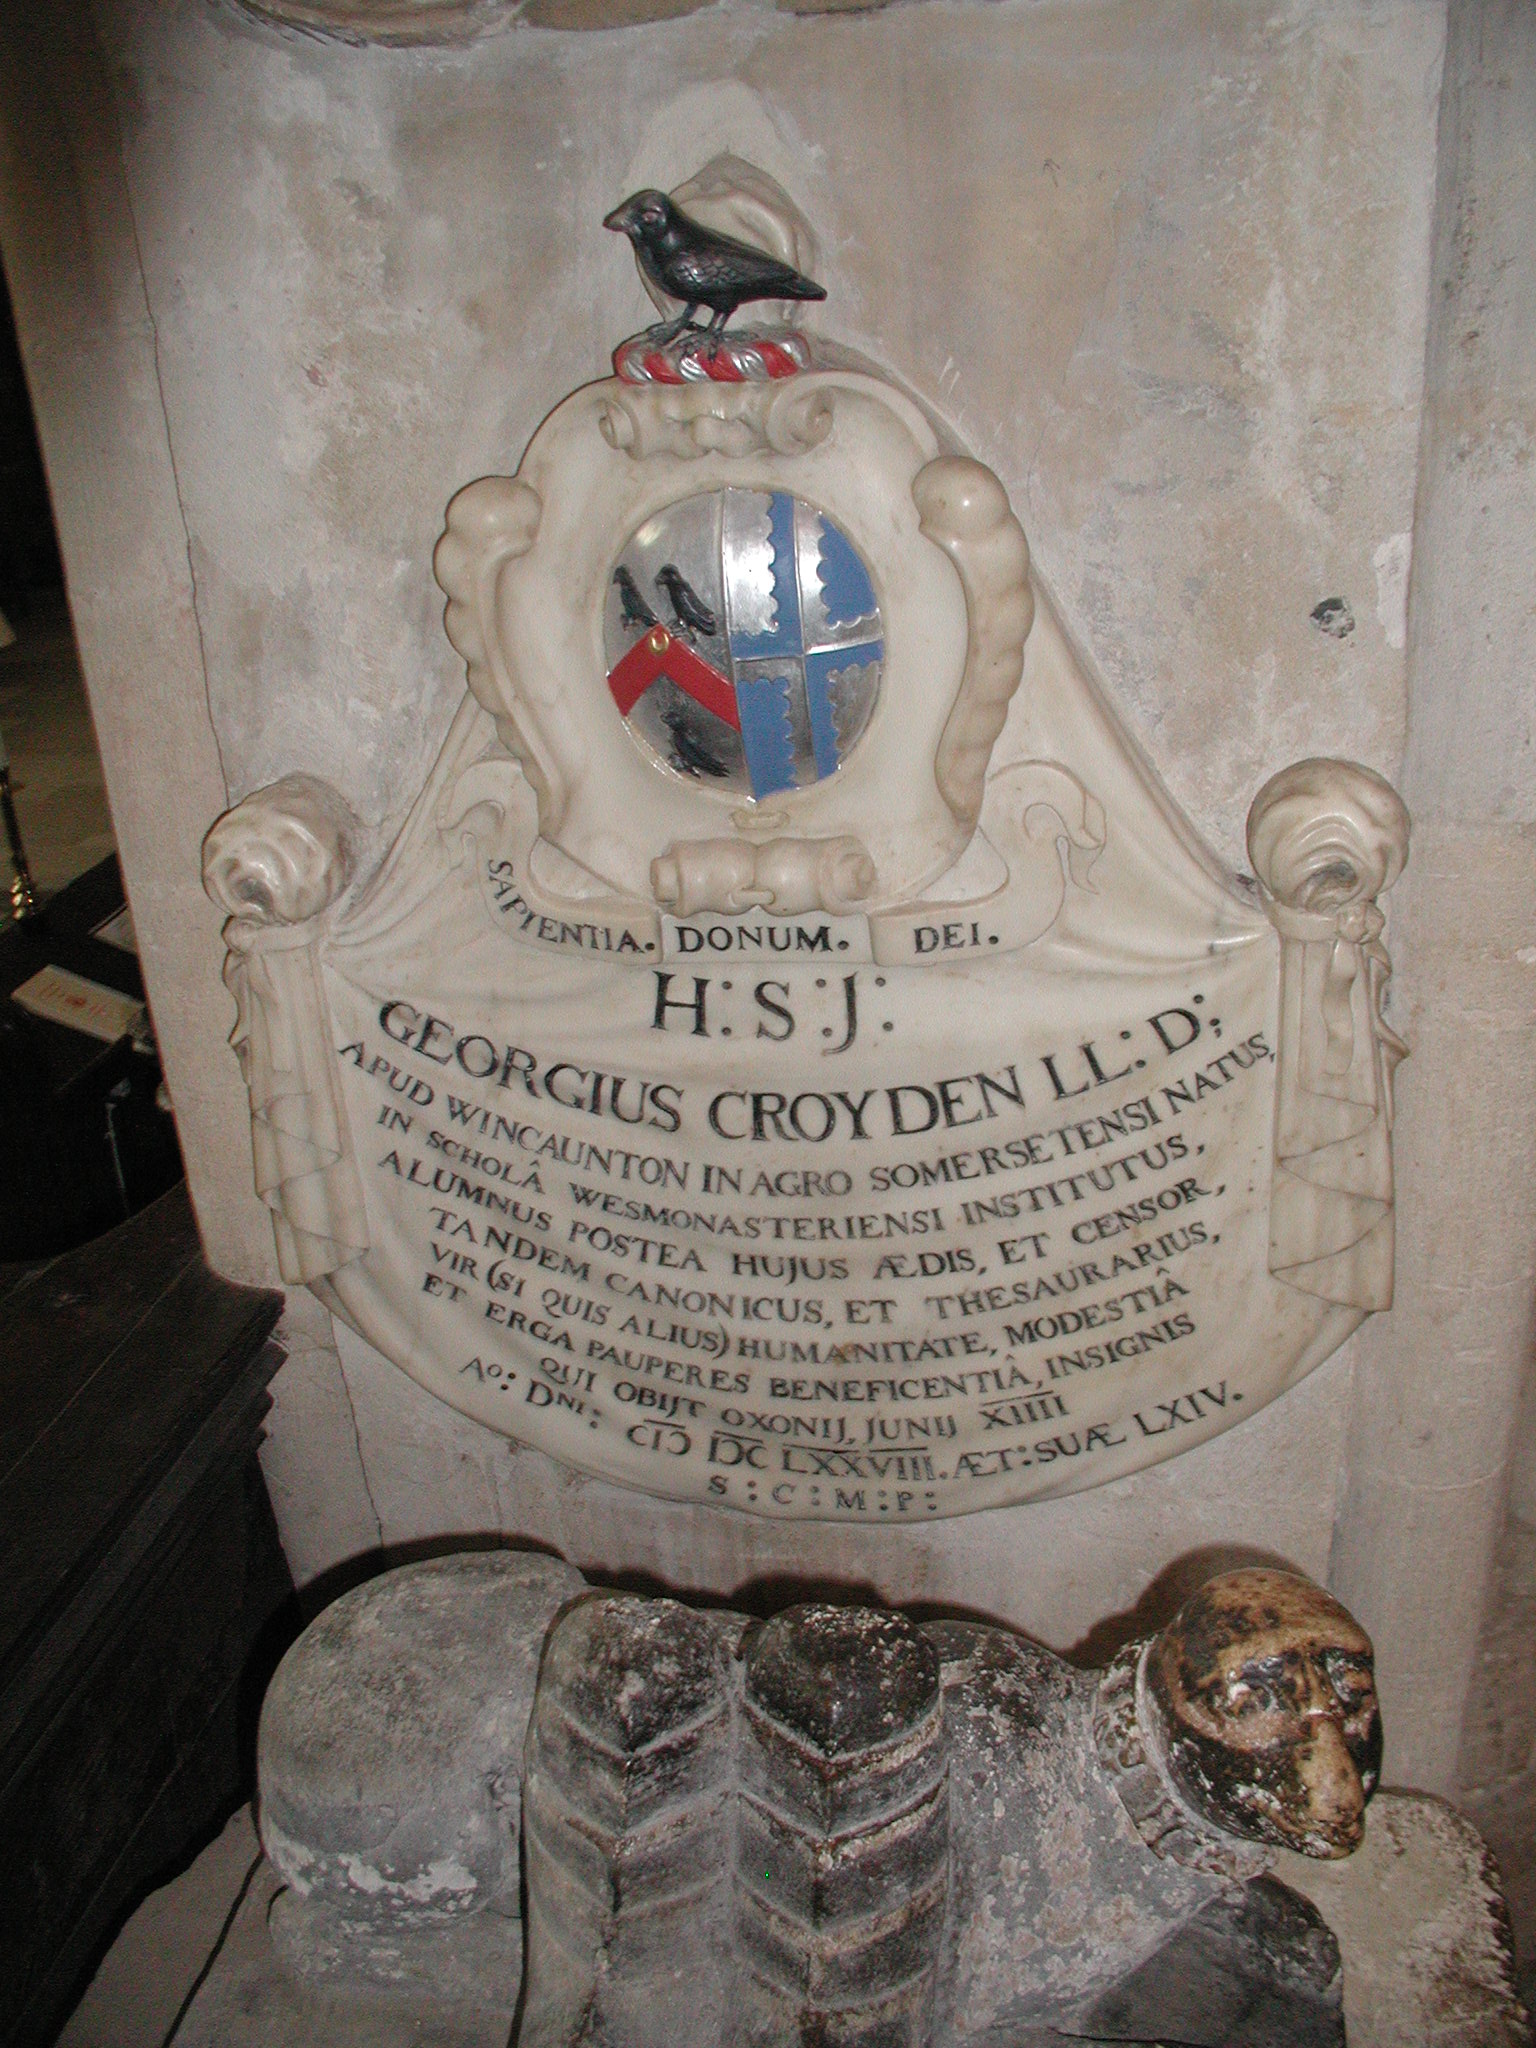 SAPIENTIA. DONUM. DEI.
H: S: J:
GEORGIUS CROYDEN LL: D;
APUD WINCAUNTON IN AGRO SOMERSETENSI NATUS,
IN SCHOLÂ WESMONASTERIENSI INSTITUTUS,
ALUMNUS POSTEA HUJUS ÆDIS, ET CENSOR,
TANDEM CANONICUS, ET THESAURARIUS,
VIR (SI QUIS ALIUS) HUMANITATE, MODESTIÂ
ET ERGA PAUPERES BENEFICENTIÂ, INSIGNIS
QUI OBIJT OXONIJ, JUNIJ XIIII
Ao: DNI: CIƆ IƆC LXXVIII. ÆT: SUÆ LXIV.
S: C: M: P: